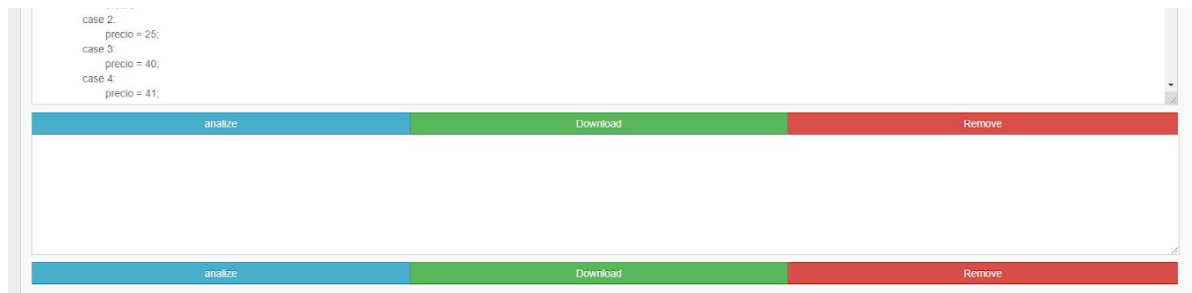 case 2:
precio = 25;
case 3:
precio = 40;
case 4:
precio = 41;
analize Download Remove
analize Download Remove